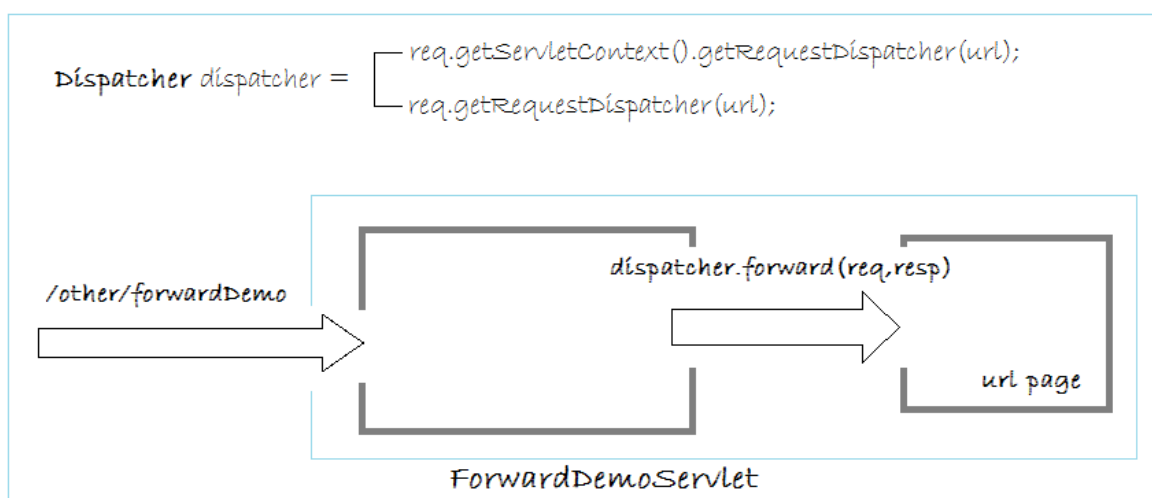 req.getServletContext().getRequestDispatcher(url);
Dispatcher dispatcher =
req.getRequestDispatcher(url);
dispatcher.forward(req,resp)
/other/forwardDemo
url page
ForwardDemoServlet